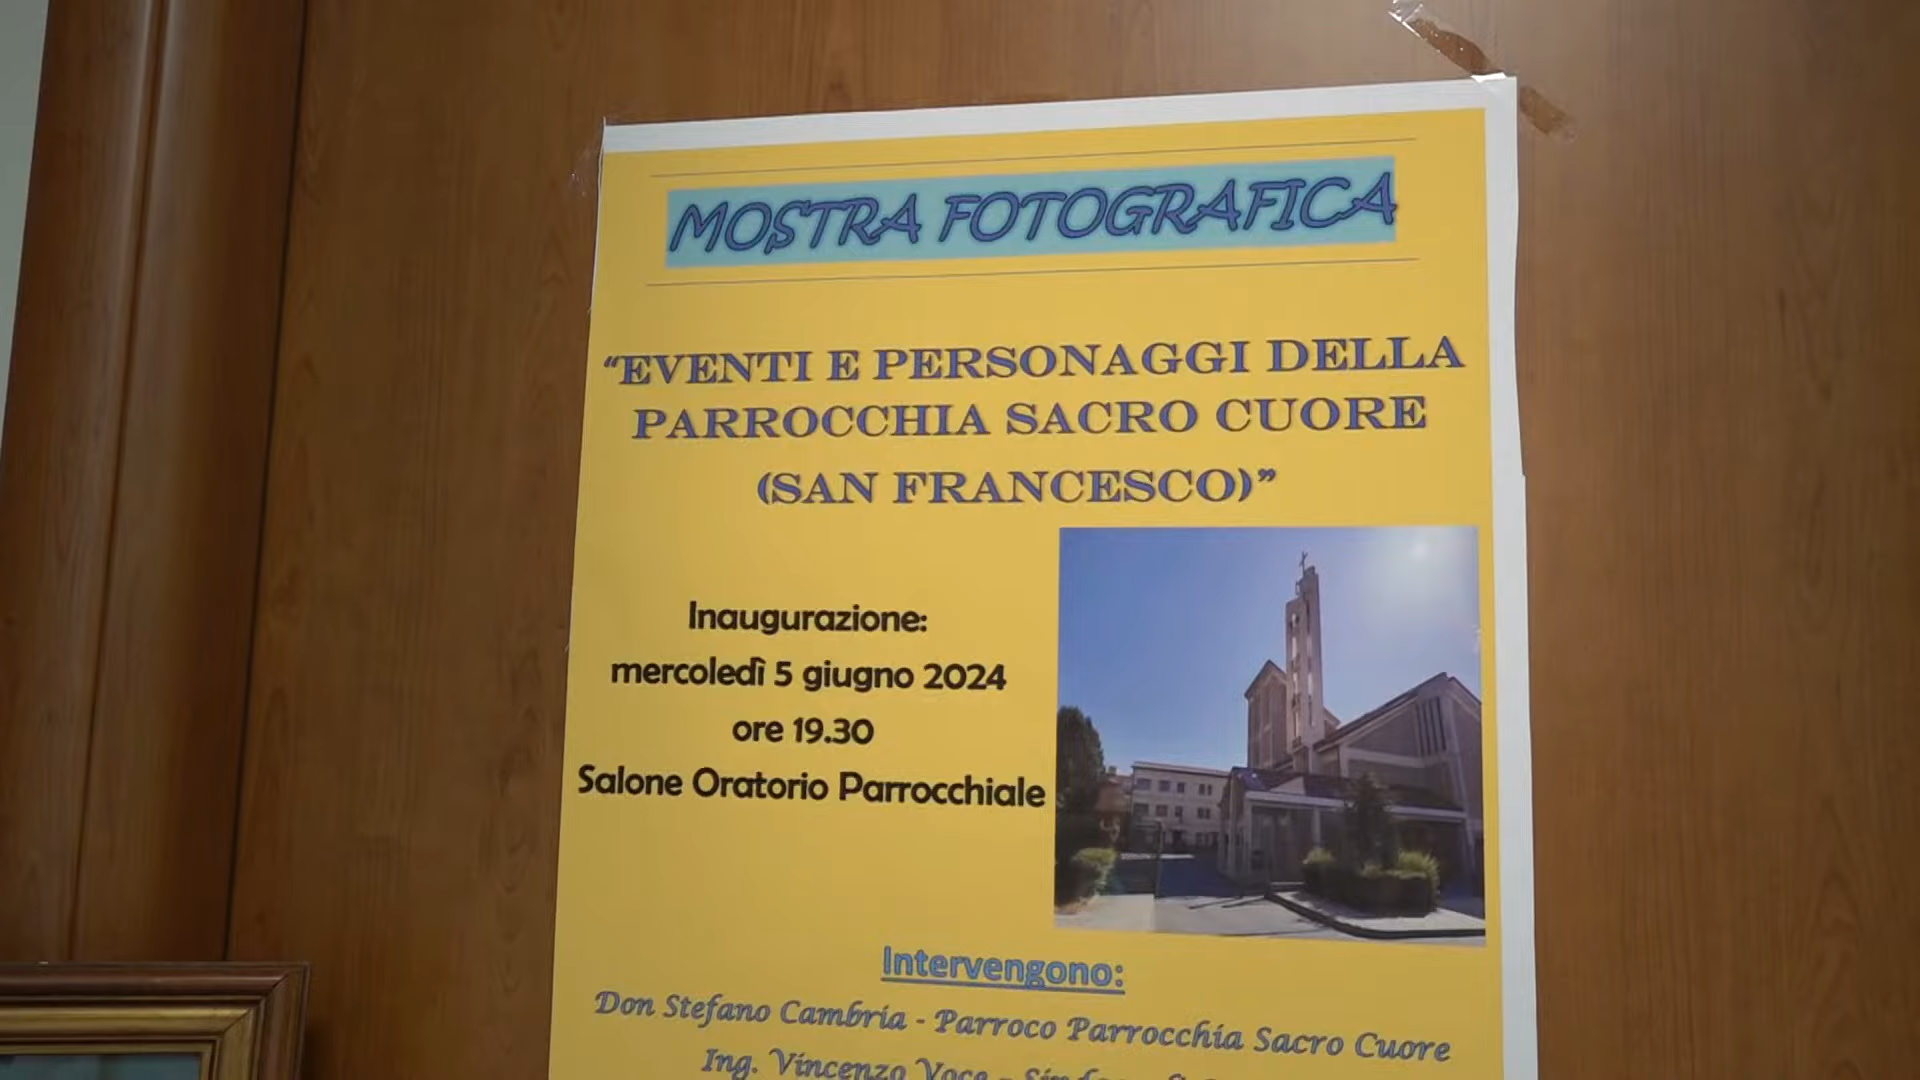 MOSTRA FOTOGRAFICA
“EVENTI E PERSONAGGI DELLA
PARROCCHIA SACRO CUORE
(SAN FRANCESCO)”
Inaugurazione:
mercoledì 5 giugno 2024
ore 19.30
Salone Oratorio Parrocchiale
Intervengono:
Don Stefano Cambria - Parroco Parrocchia Sacro Cuore
Ing. Vincenzo Voce -